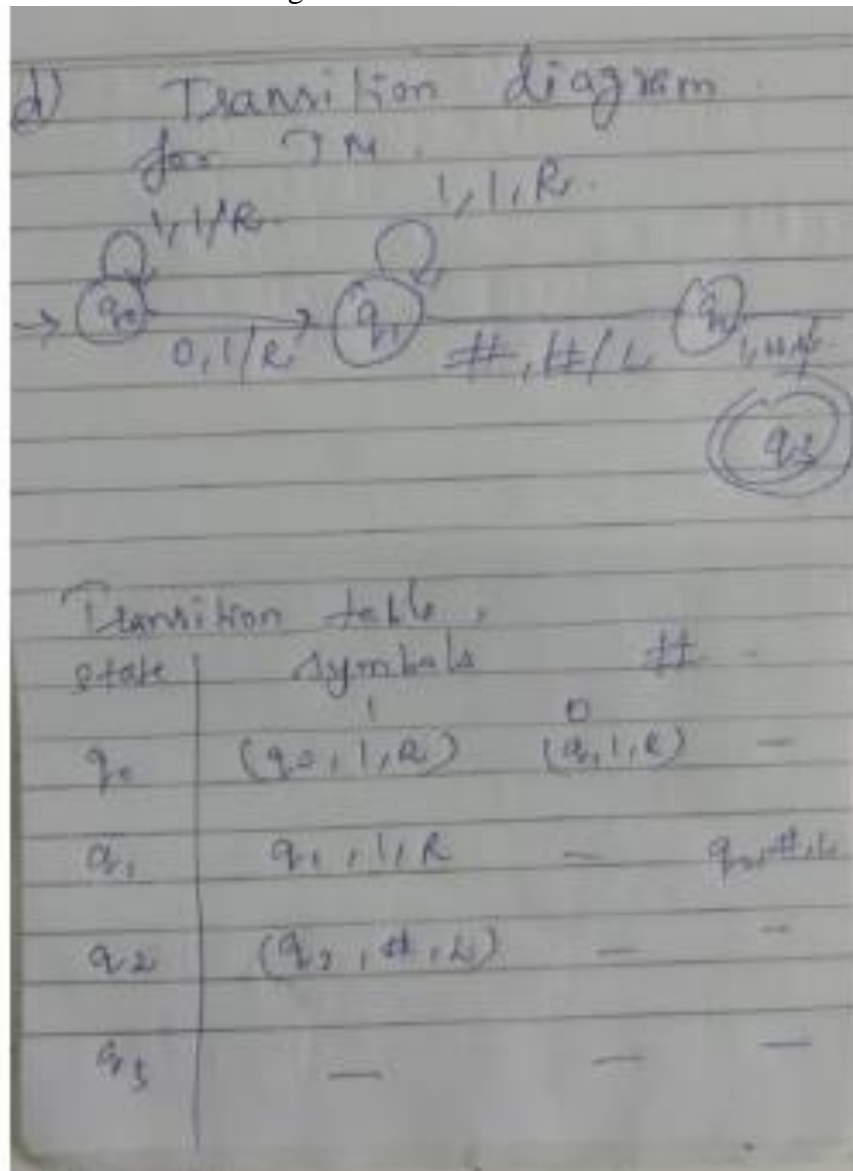 d) Transition diagram.
for TM.
1,1/R 1,1,R.
→ q0 0,1/R q1 #,#/L q2
q3
Transition table,
state symbols #
1 0
q0 (q0,1,R) (q1,1,R) —
q1 q1,1,R — q2,#,L
q2 (q3,#,L) — —
q3 — — —